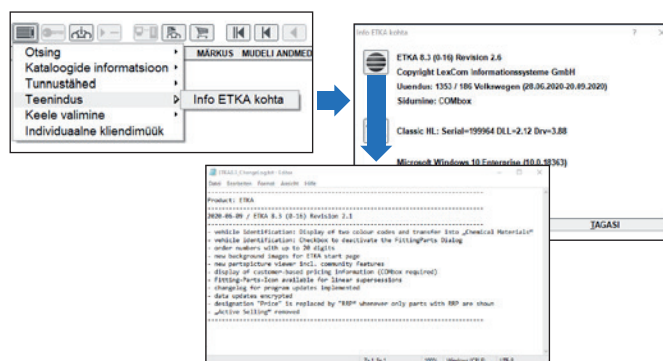 Otsing
Kataloogide informatsioon
Tunnustähed
Teenindus
Keele valimine
Individuaalne kliendimüük
MÄRKUS MUDELI ANDMED
Info ETKA kohta
Info ETKA kohta
ETKA 8.3 (0-16) Revision 2.6
Copyright LexCom Informationssysteme GmbH
Uuendus: 1353 / 186 Volkswagen (28.06.2020-20.09.2020)
Sidurnine: COMbox
Classic HL: Serial=199964 DLL=2.12 Drv=3.88
Microsoft Windows 10 Enterprise (10.0.18363)
TAGASI
Datei Bearbeiten Format Ansicht Hilfe
Product: ETKA
2020-06-09 / ETKA 8.3 (0-16) Revision 2.1
- vehicle identification: Display of two colour codes and transfer into „Chemical Materials"
- vehicle identification: Checkbox to deactivate the FittingParts Dialog
- order numbers with up to 20 digits
- new background images for ETKA start page
- new partspicture viewer incl. community features
- display of customer-based pricing information (COMbox required)
- Fitting-Parts-Icon available for linear supersessions
- changelog for program updates implemented
- data updates encrypted
- designation "Price" is replaced by "RRP" whenever only parts with RRP are shown
- „Active Selling" removed